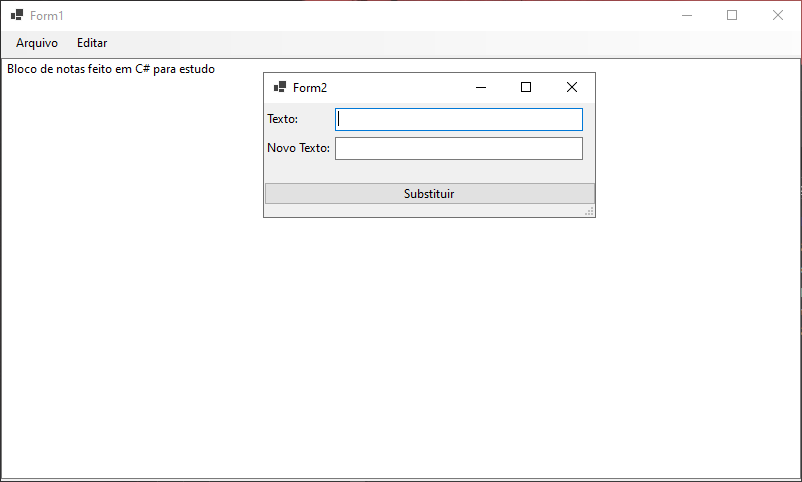 Form1
Arquivo Editar
Bloco de notas feito em C# para estudo
Form2
Texto:
Novo Texto:
Substituir